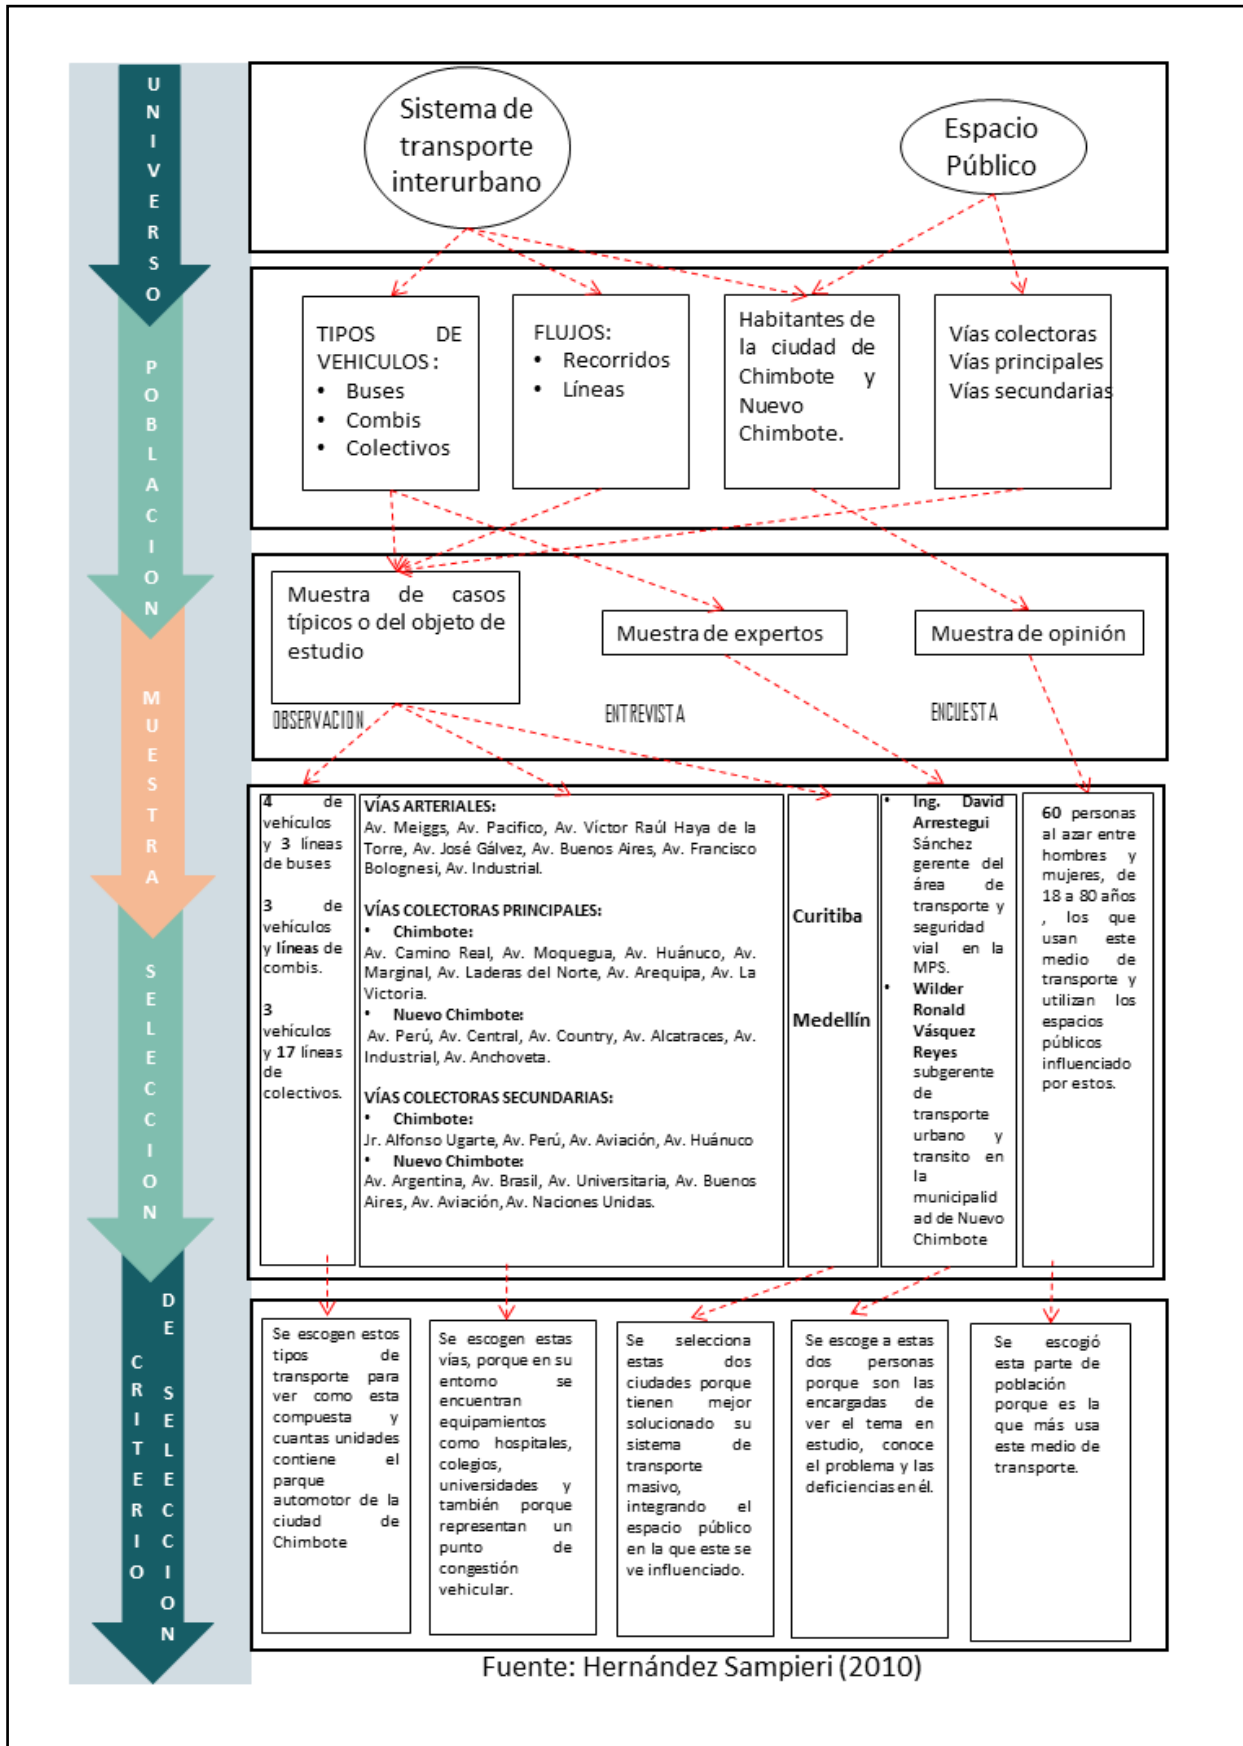 UNIVERSO
Sistema de
transporte
interurbano
Espacio
Público
POBLACION
TIPOS DE
VEHICULOS :
• Buses
• Combis
• Colectivos
FLUJOS:
• Recorridos
• Líneas
Habitantes de
la ciudad de
Chimbote y
Nuevo
Chimbote.
Vías colectoras
Vías principales
Vías secundarias
MUESTRA
Muestra de casos
típicos o del objeto de
estudio
OBSERVACION
Muestra de expertos
ENTREVISTA
Muestra de opinión
ENCUESTA
SELECCION
4 de
vehículos
y 3 líneas
de buses
3 de
vehículos
y líneas de
combis.
3
vehículos
y 17 líneas
de
colectivos.
VÍAS ARTERIALES:
Av. Meiggs, Av. Pacifico, Av. Víctor Raúl Haya de la
Torre, Av. José Gálvez, Av. Buenos Aires, Av. Francisco
Bolognesi, Av. Industrial.
VÍAS COLECTORAS PRINCIPALES:
• Chimbote:
Av. Camino Real, Av. Moquegua, Av. Huánuco, Av.
Marginal, Av. Laderas del Norte, Av. Arequipa, Av. La
Victoria.
• Nuevo Chimbote:
Av. Perú, Av. Central, Av. Country, Av. Alcatraces, Av.
Industrial, Av. Anchoveta.
VÍAS COLECTORAS SECUNDARIAS:
• Chimbote:
Jr. Alfonso Ugarte, Av. Perú, Av. Aviación, Av. Huánuco
• Nuevo Chimbote:
Av. Argentina, Av. Brasil, Av. Universitaria, Av. Buenos
Aires, Av. Aviación, Av. Naciones Unidas.
Curitiba
Medellín
• Ing. David
Arrestegui
Sánchez
gerente del
área de
transporte y
seguridad
vial en la
MPS.
• Wilder
Ronald
Vásquez
Reyes
subgerente
de
transporte
urbano y
transito en
la
municipalid
ad de Nuevo
Chimbote
60 personas
al azar entre
hombres y
mujeres, de
18 a 80 años
, los que
usan este
medio de
transporte y
utilizan los
espacios
públicos
influenciado
por estos.
CRITERIO
DE SELECCION
Se escogen estos
tipos de
transporte para
ver como esta
compuesta y
cuantas unidades
contiene el
parque
automotor de la
ciudad de
Chimbote
Se escogen estas
vías, porque en su
entorno se
encuentran
equipamientos
como hospitales,
colegios,
universidades y
también porque
representan un
punto de
congestión
vehicular.
Se selecciona
estas dos
ciudades porque
tienen mejor
solucionado su
sistema de
transporte
masivo,
integrando el
espacio público
en la que este se
ve influenciado.
Se escoge a estas
dos personas
porque son las
encargadas de
ver el tema en
estudio, conoce
el problema y las
deficiencias en él.
Se escogió
esta parte de
población
porque es la
que más usa
este medio de
transporte.
Fuente: Hernández Sampieri (2010)